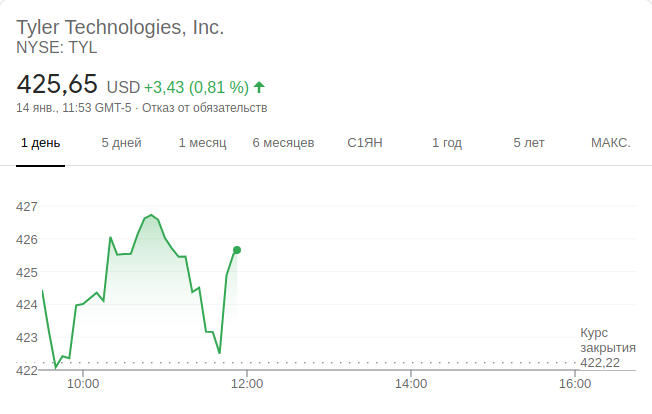 Tyler Technologies, Inc.
NYSE: TYL
425,65 USD +3,43 (0,81 %)
14 янв., 11:53 GMT-5 · Отказ от обязательств
1 день 5 дней 1 месяц 6 месяцев С1ЯН 1 год 5 лет МАКС.
427
426
425
424
423
422
Курс
закрытия
422,22
10:00 12:00 14:00 16:00